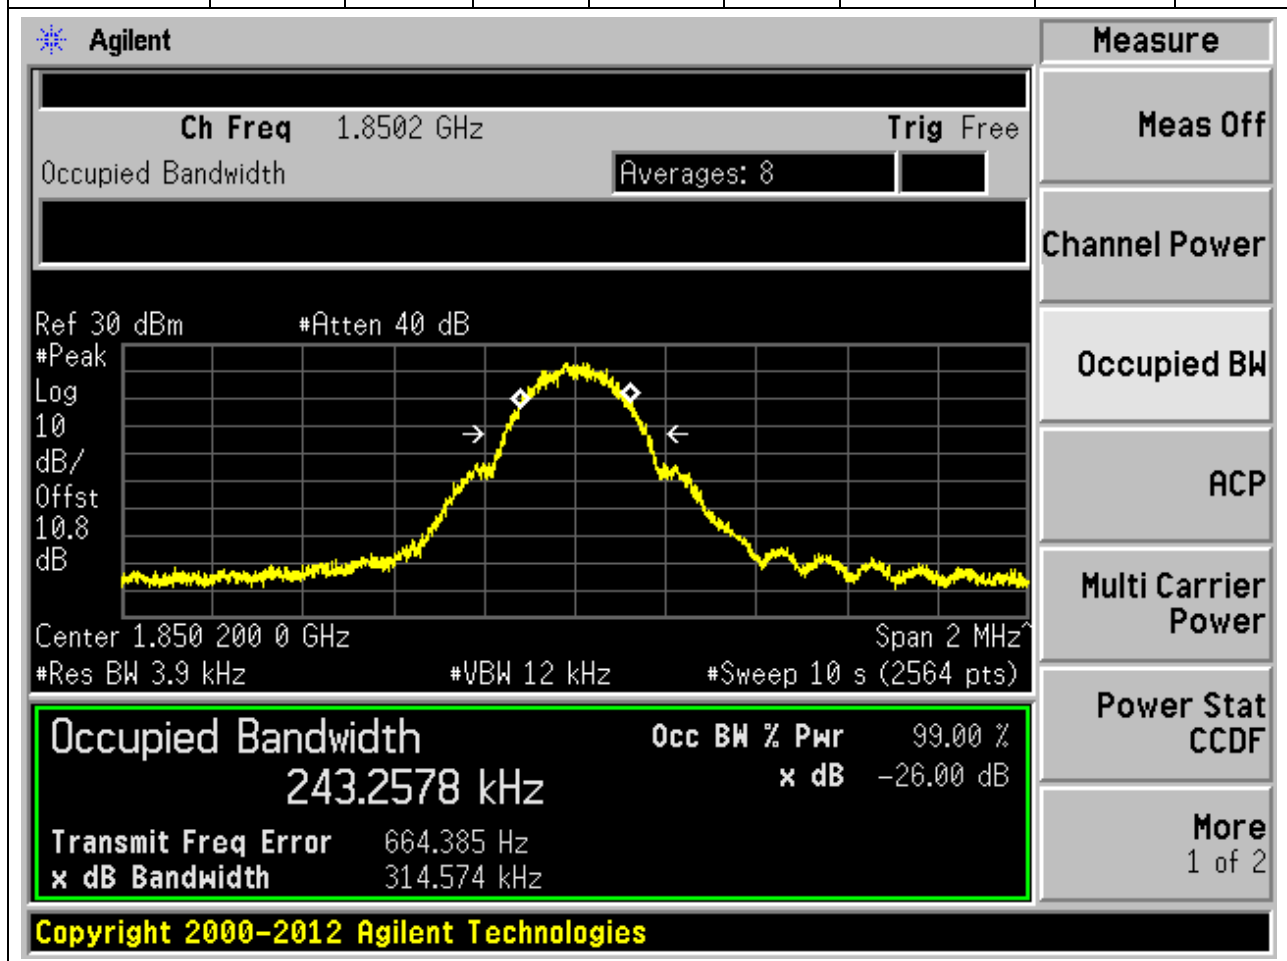 Agilent
Measure
Ch Freq 1.8502 GHz Trig Free
Occupied Bandwidth Averages: 8
Meas Off
Channel Power
Occupied BW
ACP
Multi Carrier
Power
Power Stat
CCDF
More
1 of 2
Ref 30 dBm #Atten 40 dB
#Peak
Log
10
dB/
Offst
10.8
dB
Center 1.850 200 0 GHz Span 2 MHz^
#Res BW 3.9 kHz #VBW 12 kHz #Sweep 10 s (2564 pts)
Occupied Bandwidth Occ BW % Pwr 99.00 %
243.2578 kHz x dB -26.00 dB
Transmit Freq Error 664.385 Hz
x dB Bandwidth 314.574 kHz
Copyright 2000-2012 Agilent Technologies